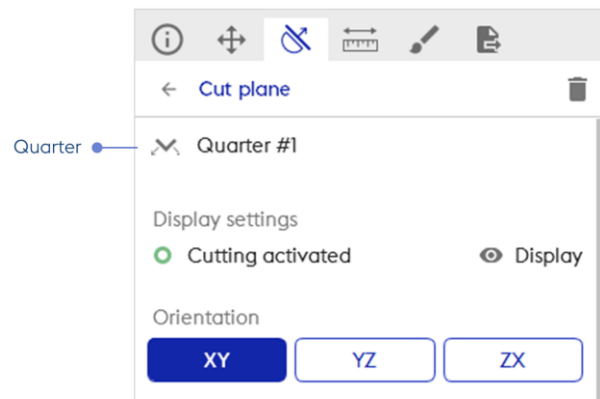 Cut plane
Quarter
Quarter #1
Display settings
Cutting activated
Display
Orientation
XY
YZ
ZX